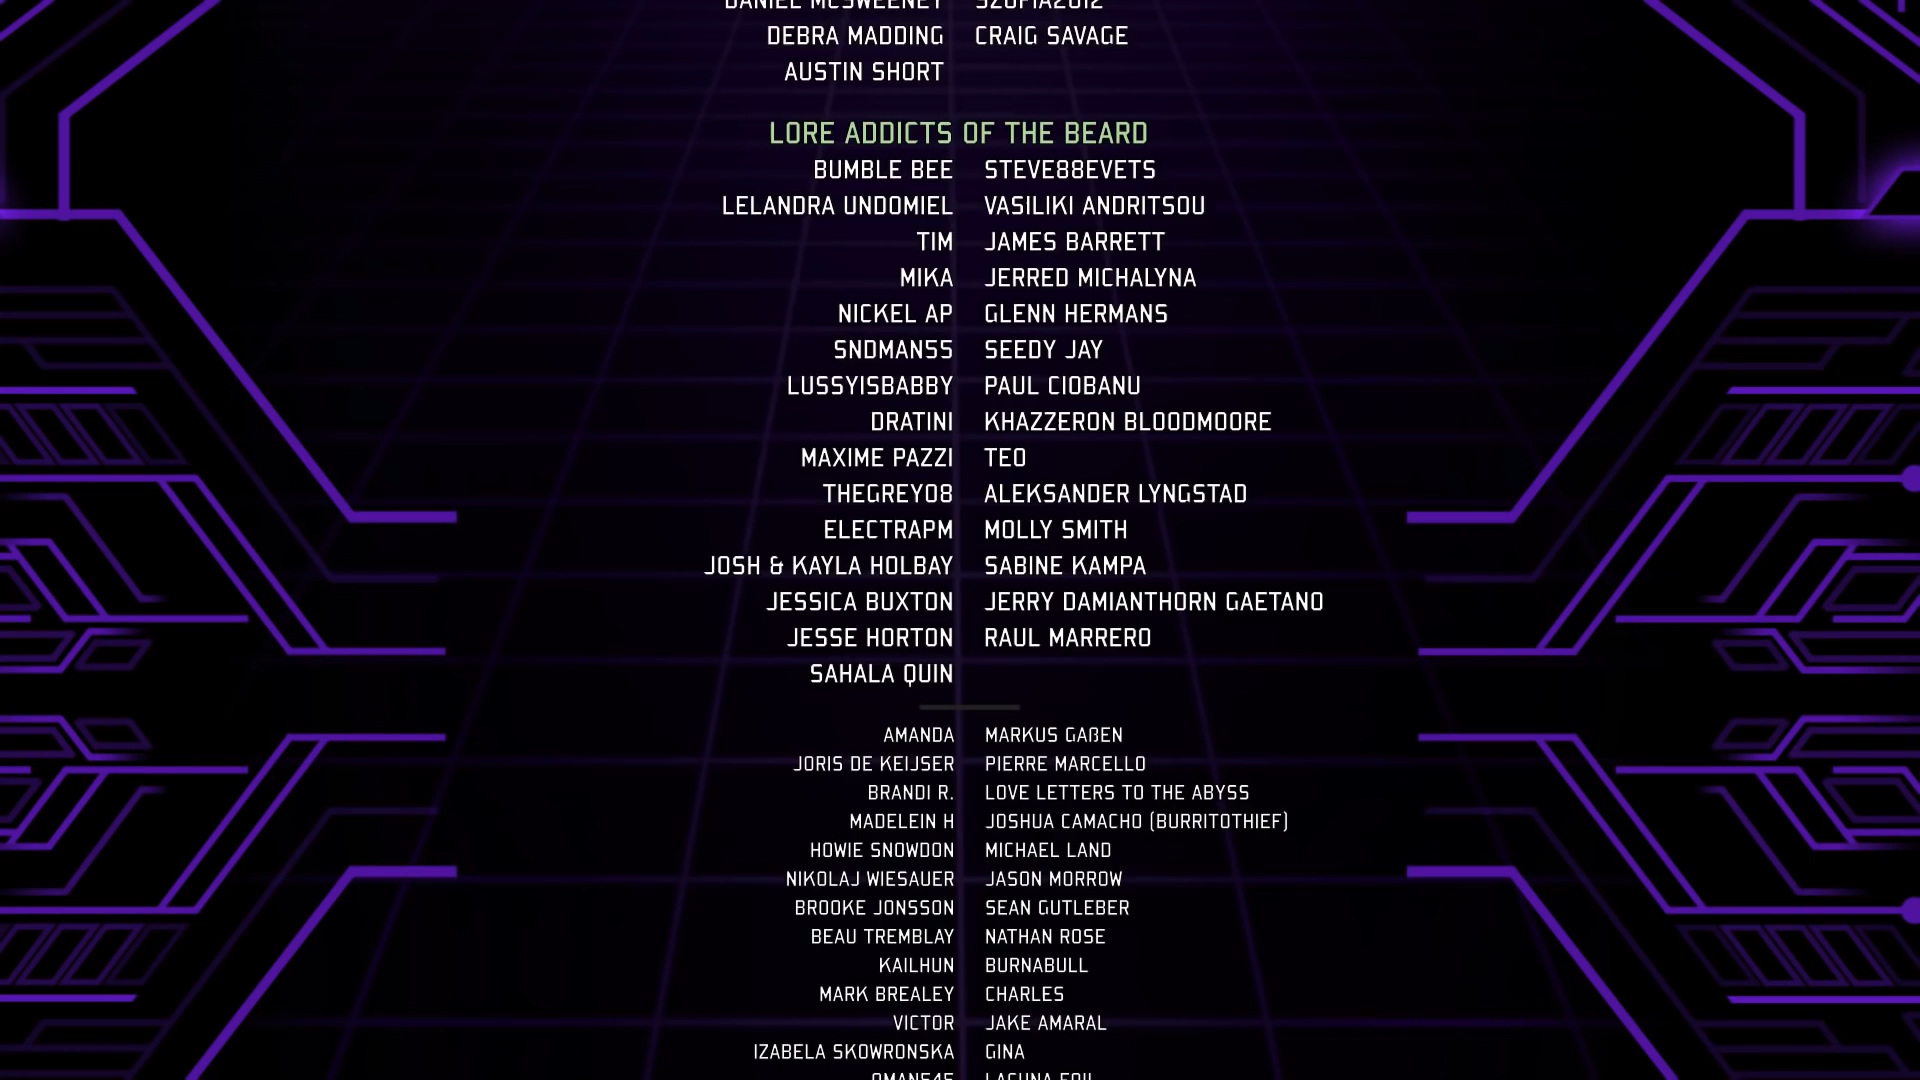 DANIEL MCSWEENEY SZOFIA2012
DEBRA MADDING CRAIG SAVAGE
AUSTIN SHORT
LORE ADDICTS OF THE BEARD
BUMBLE BEE STEVE88EVETS
LELANDRA UNDOMIEL VASILIKI ANDRITSOU
TIM JAMES BARRETT
MIKA JERRED MICHALYNA
NICKEL AP GLENN HERMANS
SNDMAN55 SEEDY JAY
LUSSYISBABBY PAUL CIOBANU
DRATINI KHAZZERON BLOODMOORE
MAXIME PAZZI TEO
THEGREY08 ALEKSANDER LYNGSTAD
ELECTRAPM MOLLY SMITH
JOSH & KAYLA HOLBAY SABINE KAMPA
JESSICA BUXTON JERRY DAMIANTHORN GAETANO
JESSE HORTON RAUL MARRERO
SAHALA QUIN
AMANDA MARKUS GAßEN
JORIS DE KEIJSER PIERRE MARCELLO
BRANDI R. LOVE LETTERS TO THE ABYSS
MADELEIN H JOSHUA CAMACHO (BURRITOTHIEF)
HOWIE SNOWDON MICHAEL LAND
NIKOLAJ WIESAUER JASON MORROW
BROOKE JONSSON SEAN GUTLEBER
BEAU TREMBLAY NATHAN ROSE
KAILHUN BURNABULL
MARK BREALEY CHARLES
VICTOR JAKE AMARAL
IZABELA SKOWRONSKA GINA